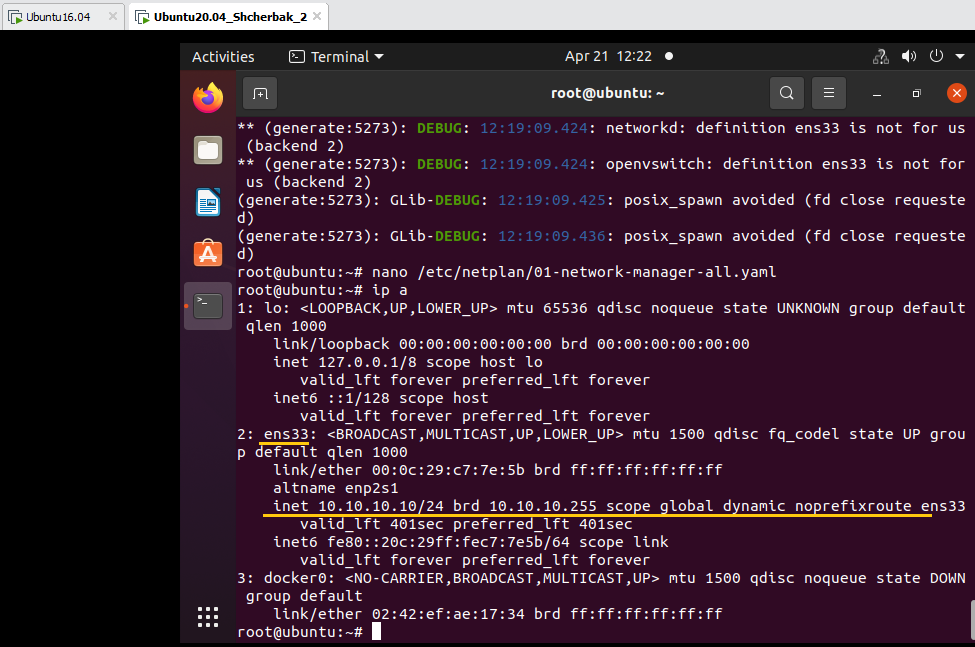 Ubuntu16.04 Ubuntu20.04_Shcherbak_2
Activities Terminal Apr 21 12:22
root@ubuntu: ~
** (generate:5273): DEBUG: 12:19:09.424: networkd: definition ens33 is not for us
 (backend 2)
** (generate:5273): DEBUG: 12:19:09.424: openvswitch: definition ens33 is not for
 us (backend 2)
(generate:5273): GLib-DEBUG: 12:19:09.425: posix_spawn avoided (fd close requeste
d)
(generate:5273): GLib-DEBUG: 12:19:09.436: posix_spawn avoided (fd close requeste
d)
root@ubuntu:~# nano /etc/netplan/01-network-manager-all.yaml
root@ubuntu:~# ip a
1: lo: <LOOPBACK,UP,LOWER_UP> mtu 65536 qdisc noqueue state UNKNOWN group default
 qlen 1000
    link/loopback 00:00:00:00:00:00 brd 00:00:00:00:00:00
    inet 127.0.0.1/8 scope host lo
       valid_lft forever preferred_lft forever
    inet6 ::1/128 scope host
       valid_lft forever preferred_lft forever
2: ens33: <BROADCAST,MULTICAST,UP,LOWER_UP> mtu 1500 qdisc fq_codel state UP grou
p default qlen 1000
    link/ether 00:0c:29:c7:7e:5b brd ff:ff:ff:ff:ff:ff
    altname enp2s1
    inet 10.10.10.10/24 brd 10.10.10.255 scope global dynamic noprefixroute ens33
       valid_lft 401sec preferred_lft 401sec
    inet6 fe80::20c:29ff:fec7:7e5b/64 scope link
       valid_lft forever preferred_lft forever
3: docker0: <NO-CARRIER,BROADCAST,MULTICAST,UP> mtu 1500 qdisc noqueue state DOWN
 group default
    link/ether 02:42:ef:ae:17:34 brd ff:ff:ff:ff:ff:ff
root@ubuntu:~#